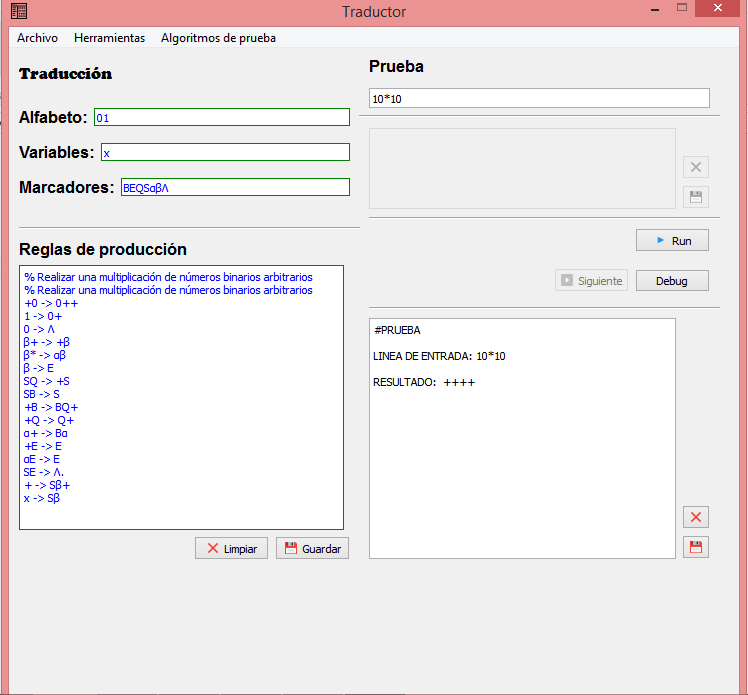 Traductor
Archivo Herramientas Algoritmos de prueba
Traducción
Alfabeto: 01
Variables: x
Marcadores: BEQSαβΛ
Reglas de producción
% Realizar una multiplicación de números binarios arbitrarios
% Realizar una multiplicación de números binarios arbitrarios
+0 -> 0++
1 -> 0+
0 -> Λ
β+ -> +β
β* -> αβ
β -> E
SQ -> +S
SB -> S
+B -> BQ+
+Q -> Q+
α+ -> Bα
+E -> E
αE -> E
SE -> Λ.
+ -> Sβ+
x -> Sβ
Limpiar Guardar
Prueba
10*10
Run
Siguiente Debug
#PRUEBA
LINEA DE ENTRADA: 10*10
RESULTADO: ++++